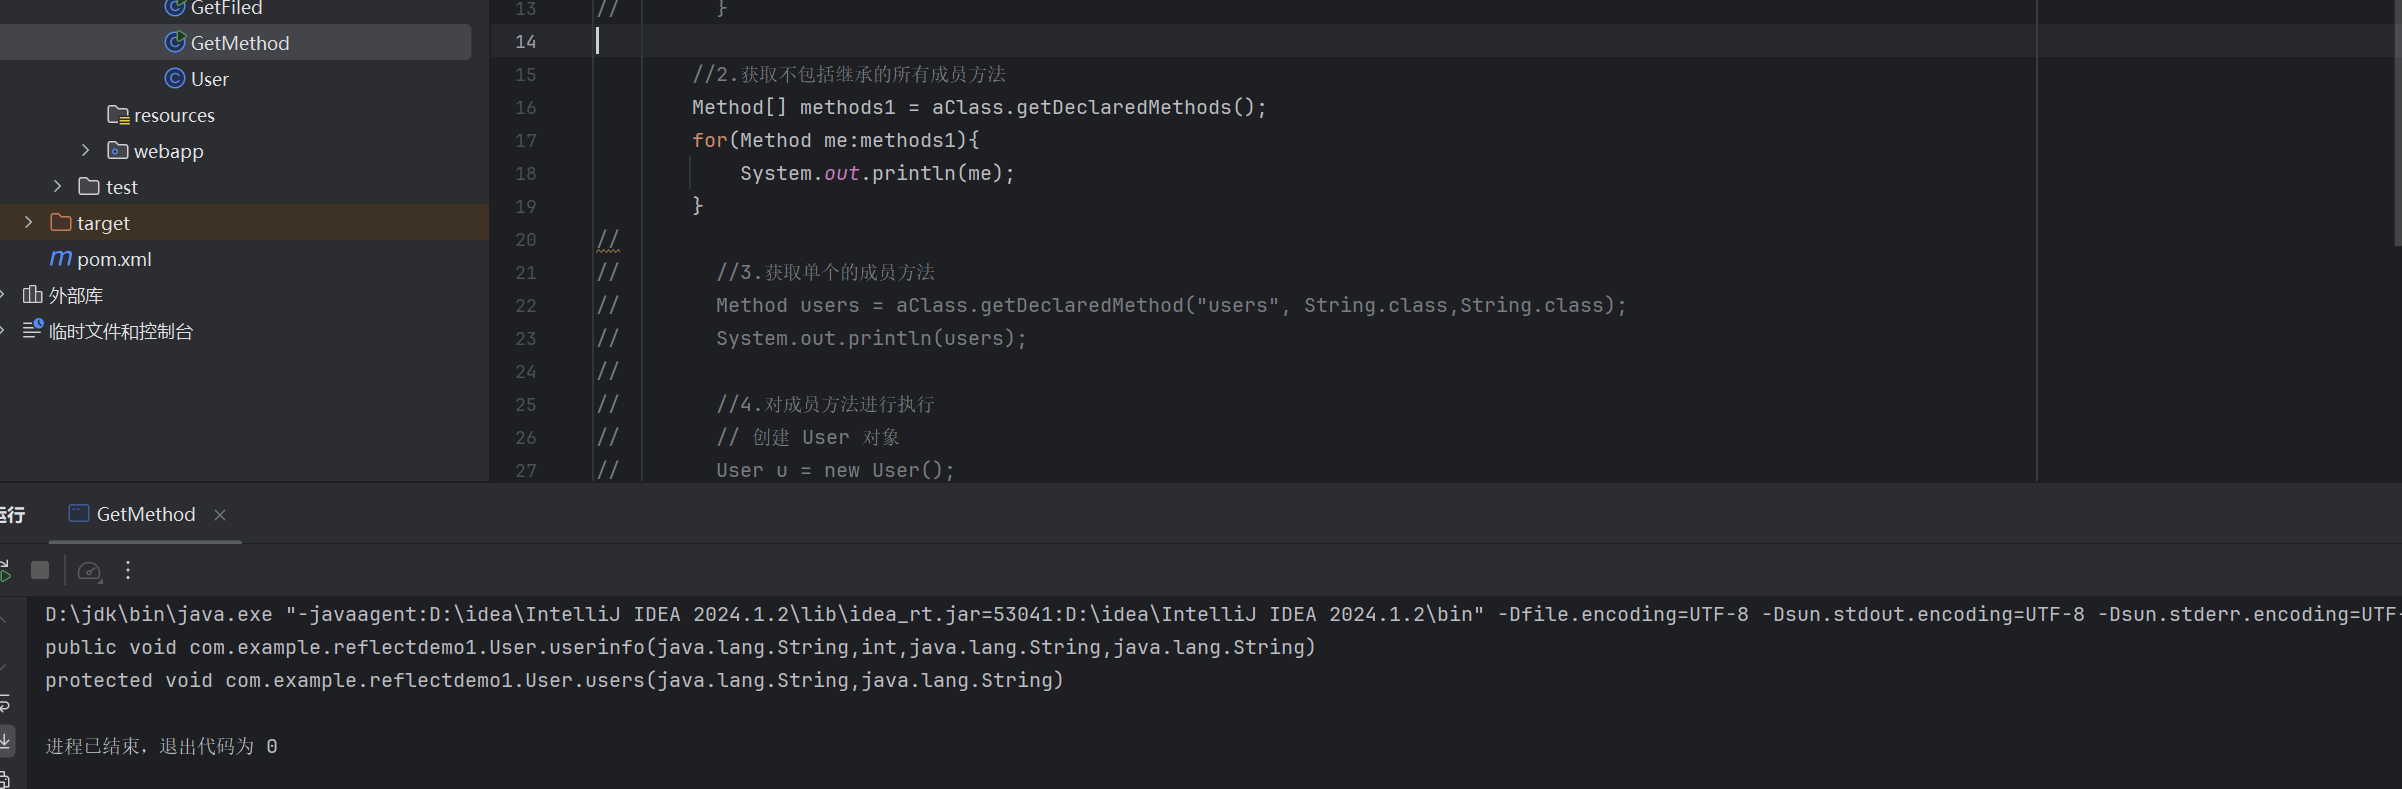 GetFiled
GetMethod
User
resources
webapp
test
target
pom.xml
外部库
临时文件和控制台
13 // }
14
15 //2.获取不包括继承的所有成员方法
16 Method[] methods1 = aClass.getDeclaredMethods();
17 for(Method me:methods1){
18 System.out.println(me);
19 }
20 //
21 // //3.获取单个的成员方法
22 // Method users = aClass.getDeclaredMethod("users", String.class,String.class);
23 // System.out.println(users);
24 //
25 // //4.对成员方法进行执行
26 // // 创建 User 对象
27 // User u = new User();
运行 GetMethod
D:\jdk\bin\java.exe "-javaagent:D:\idea\IntelliJ IDEA 2024.1.2\lib\idea_rt.jar=53041:D:\idea\IntelliJ IDEA 2024.1.2\bin" -Dfile.encoding=UTF-8 -Dsun.stdout.encoding=UTF-8 -Dsun.stderr.encoding=UTF-
public void com.example.reflectdemo1.User.userinfo(java.lang.String,int,java.lang.String,java.lang.String)
protected void com.example.reflectdemo1.User.users(java.lang.String,java.lang.String)
进程已结束，退出代码为 0